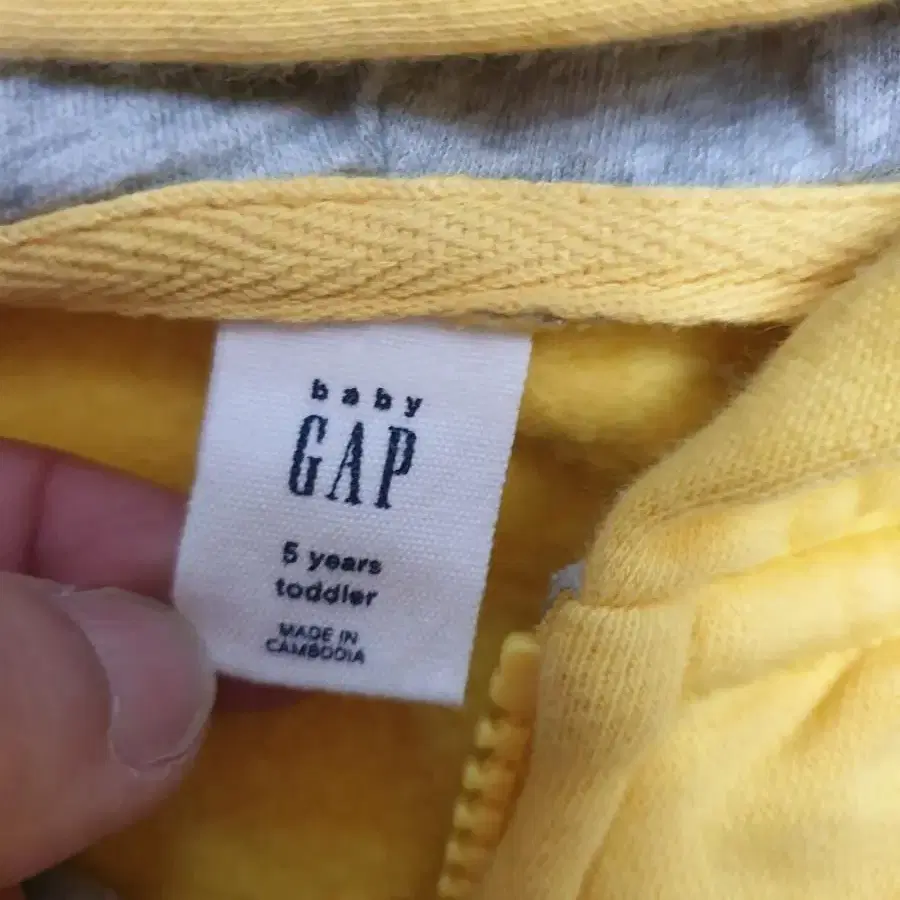 baby
GAP
5 years
toddler
MADE IN
CAMBODIA